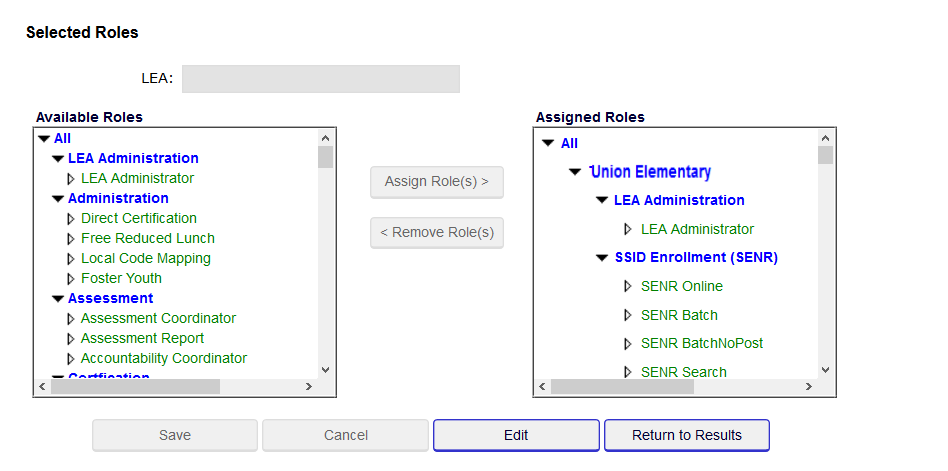 Selected Roles
LEA:
Available Roles
All
LEA Administration
LEA Administrator
Administration
Direct Certification
Free Reduced Lunch
Local Code Mapping
Foster Youth
Assessment
Assessment Coordinator
Assessment Report
Accountability Coordinator
Certfication
Assign Role(s) >
< Remove Role(s)
Assigned Roles
All
Union Elementary
LEA Administration
LEA Administrator
SSID Enrollment (SENR)
SENR Online
SENR Batch
SENR BatchNoPost
SENR Search
Save
Cancel
Edit
Return to Results